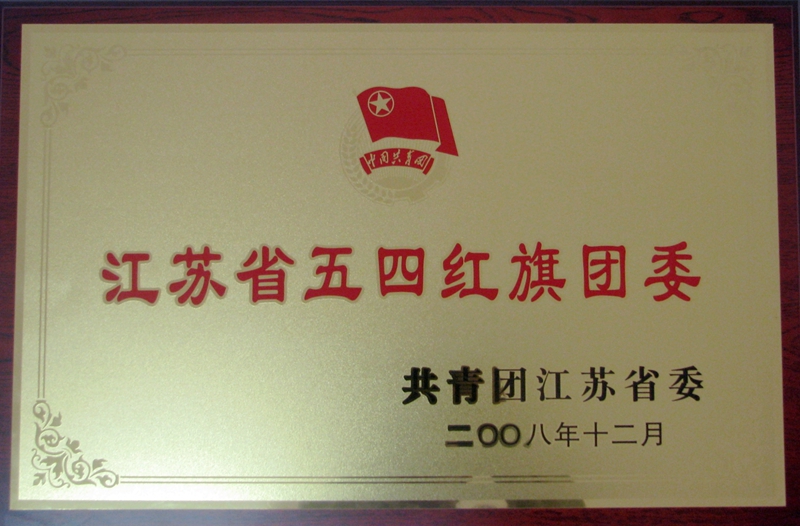 中国共青团
江苏省五四红旗团委
共青团江苏省委
二〇〇八年十二月